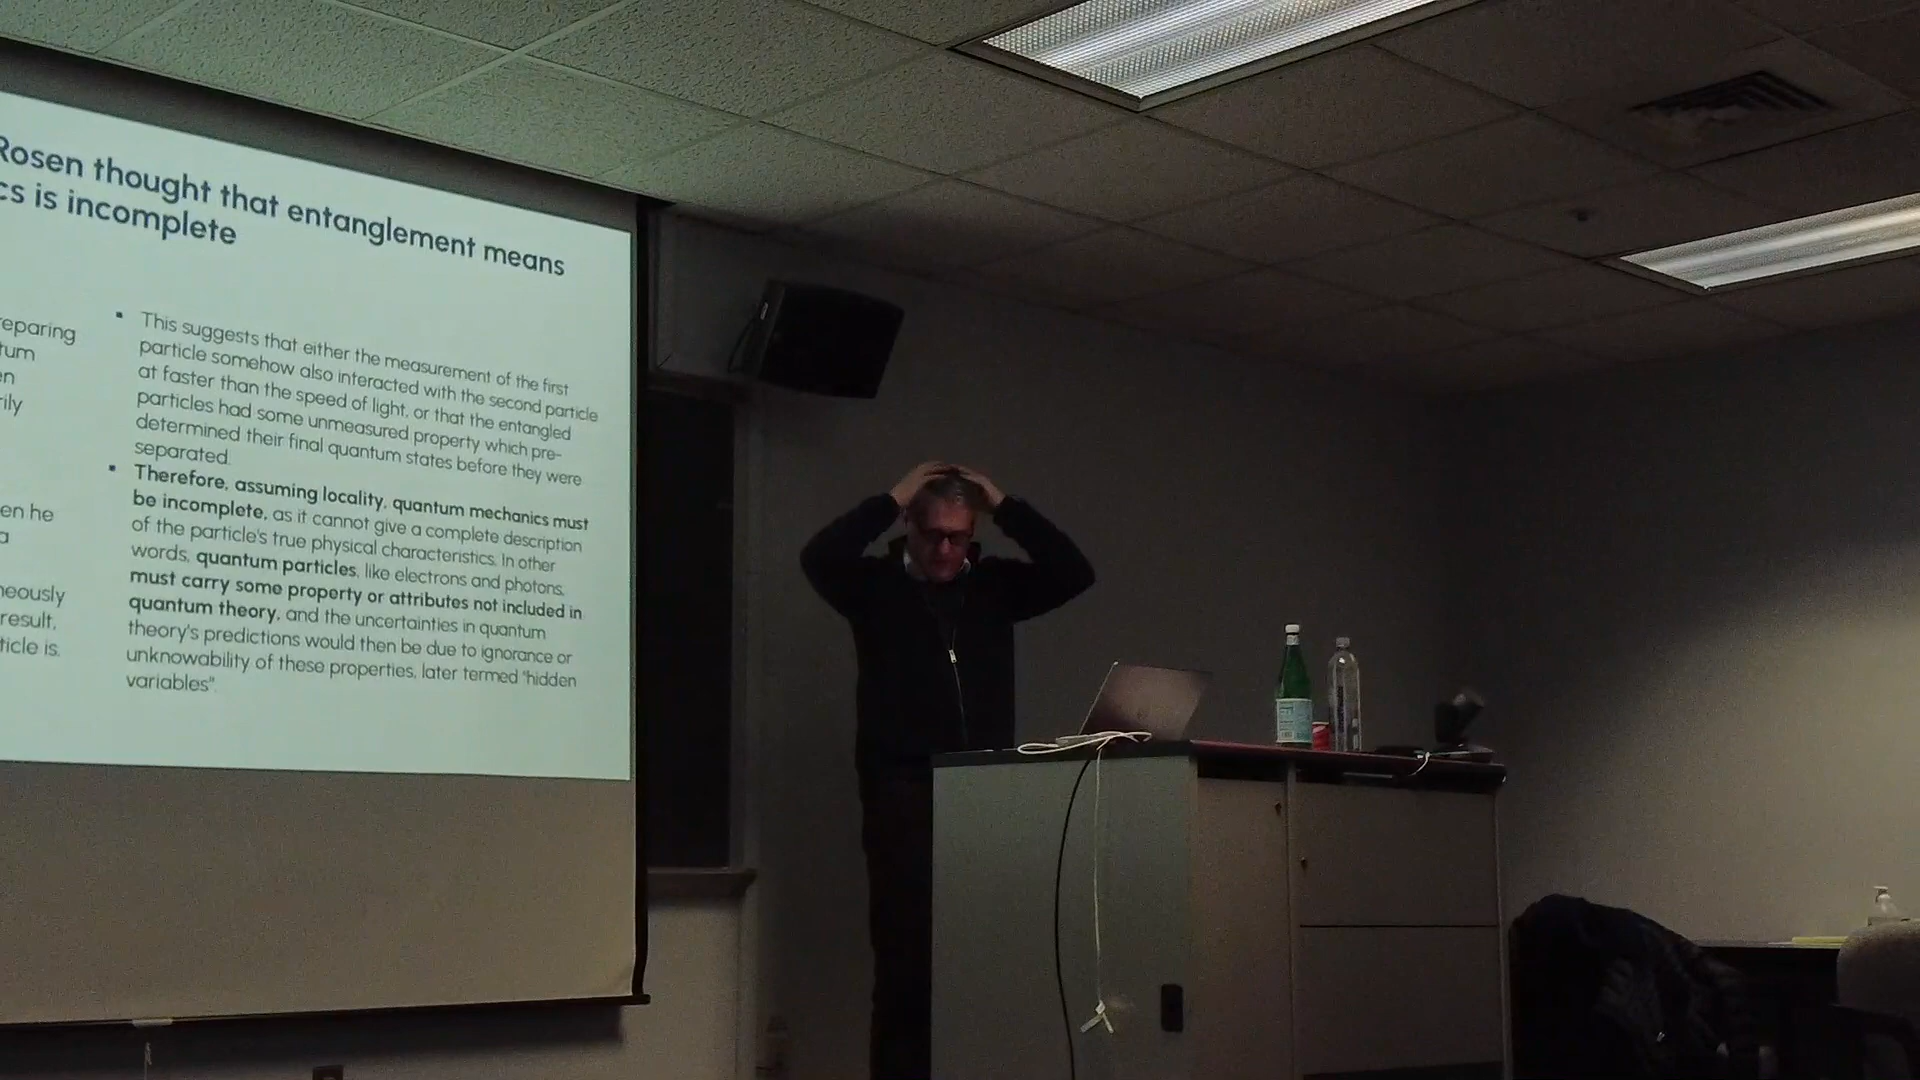 Rosen thought that entanglement means
cs is incomplete
reparing
tum
en
rily
en he
a
neously
result,
ticle is.
▪ This suggests that either the measurement of the first
particle somehow also interacted with the second particle
at faster than the speed of light, or that the entangled
particles had some unmeasured property which pre-
determined their final quantum states before they were
separated.
▪ Therefore, assuming locality, quantum mechanics must
be incomplete, as it cannot give a complete description
of the particle's true physical characteristics. In other
words, quantum particles, like electrons and photons,
must carry some property or attributes not included in
quantum theory, and the uncertainties in quantum
theory's predictions would then be due to ignorance or
unknowability of these properties, later termed "hidden
variables".